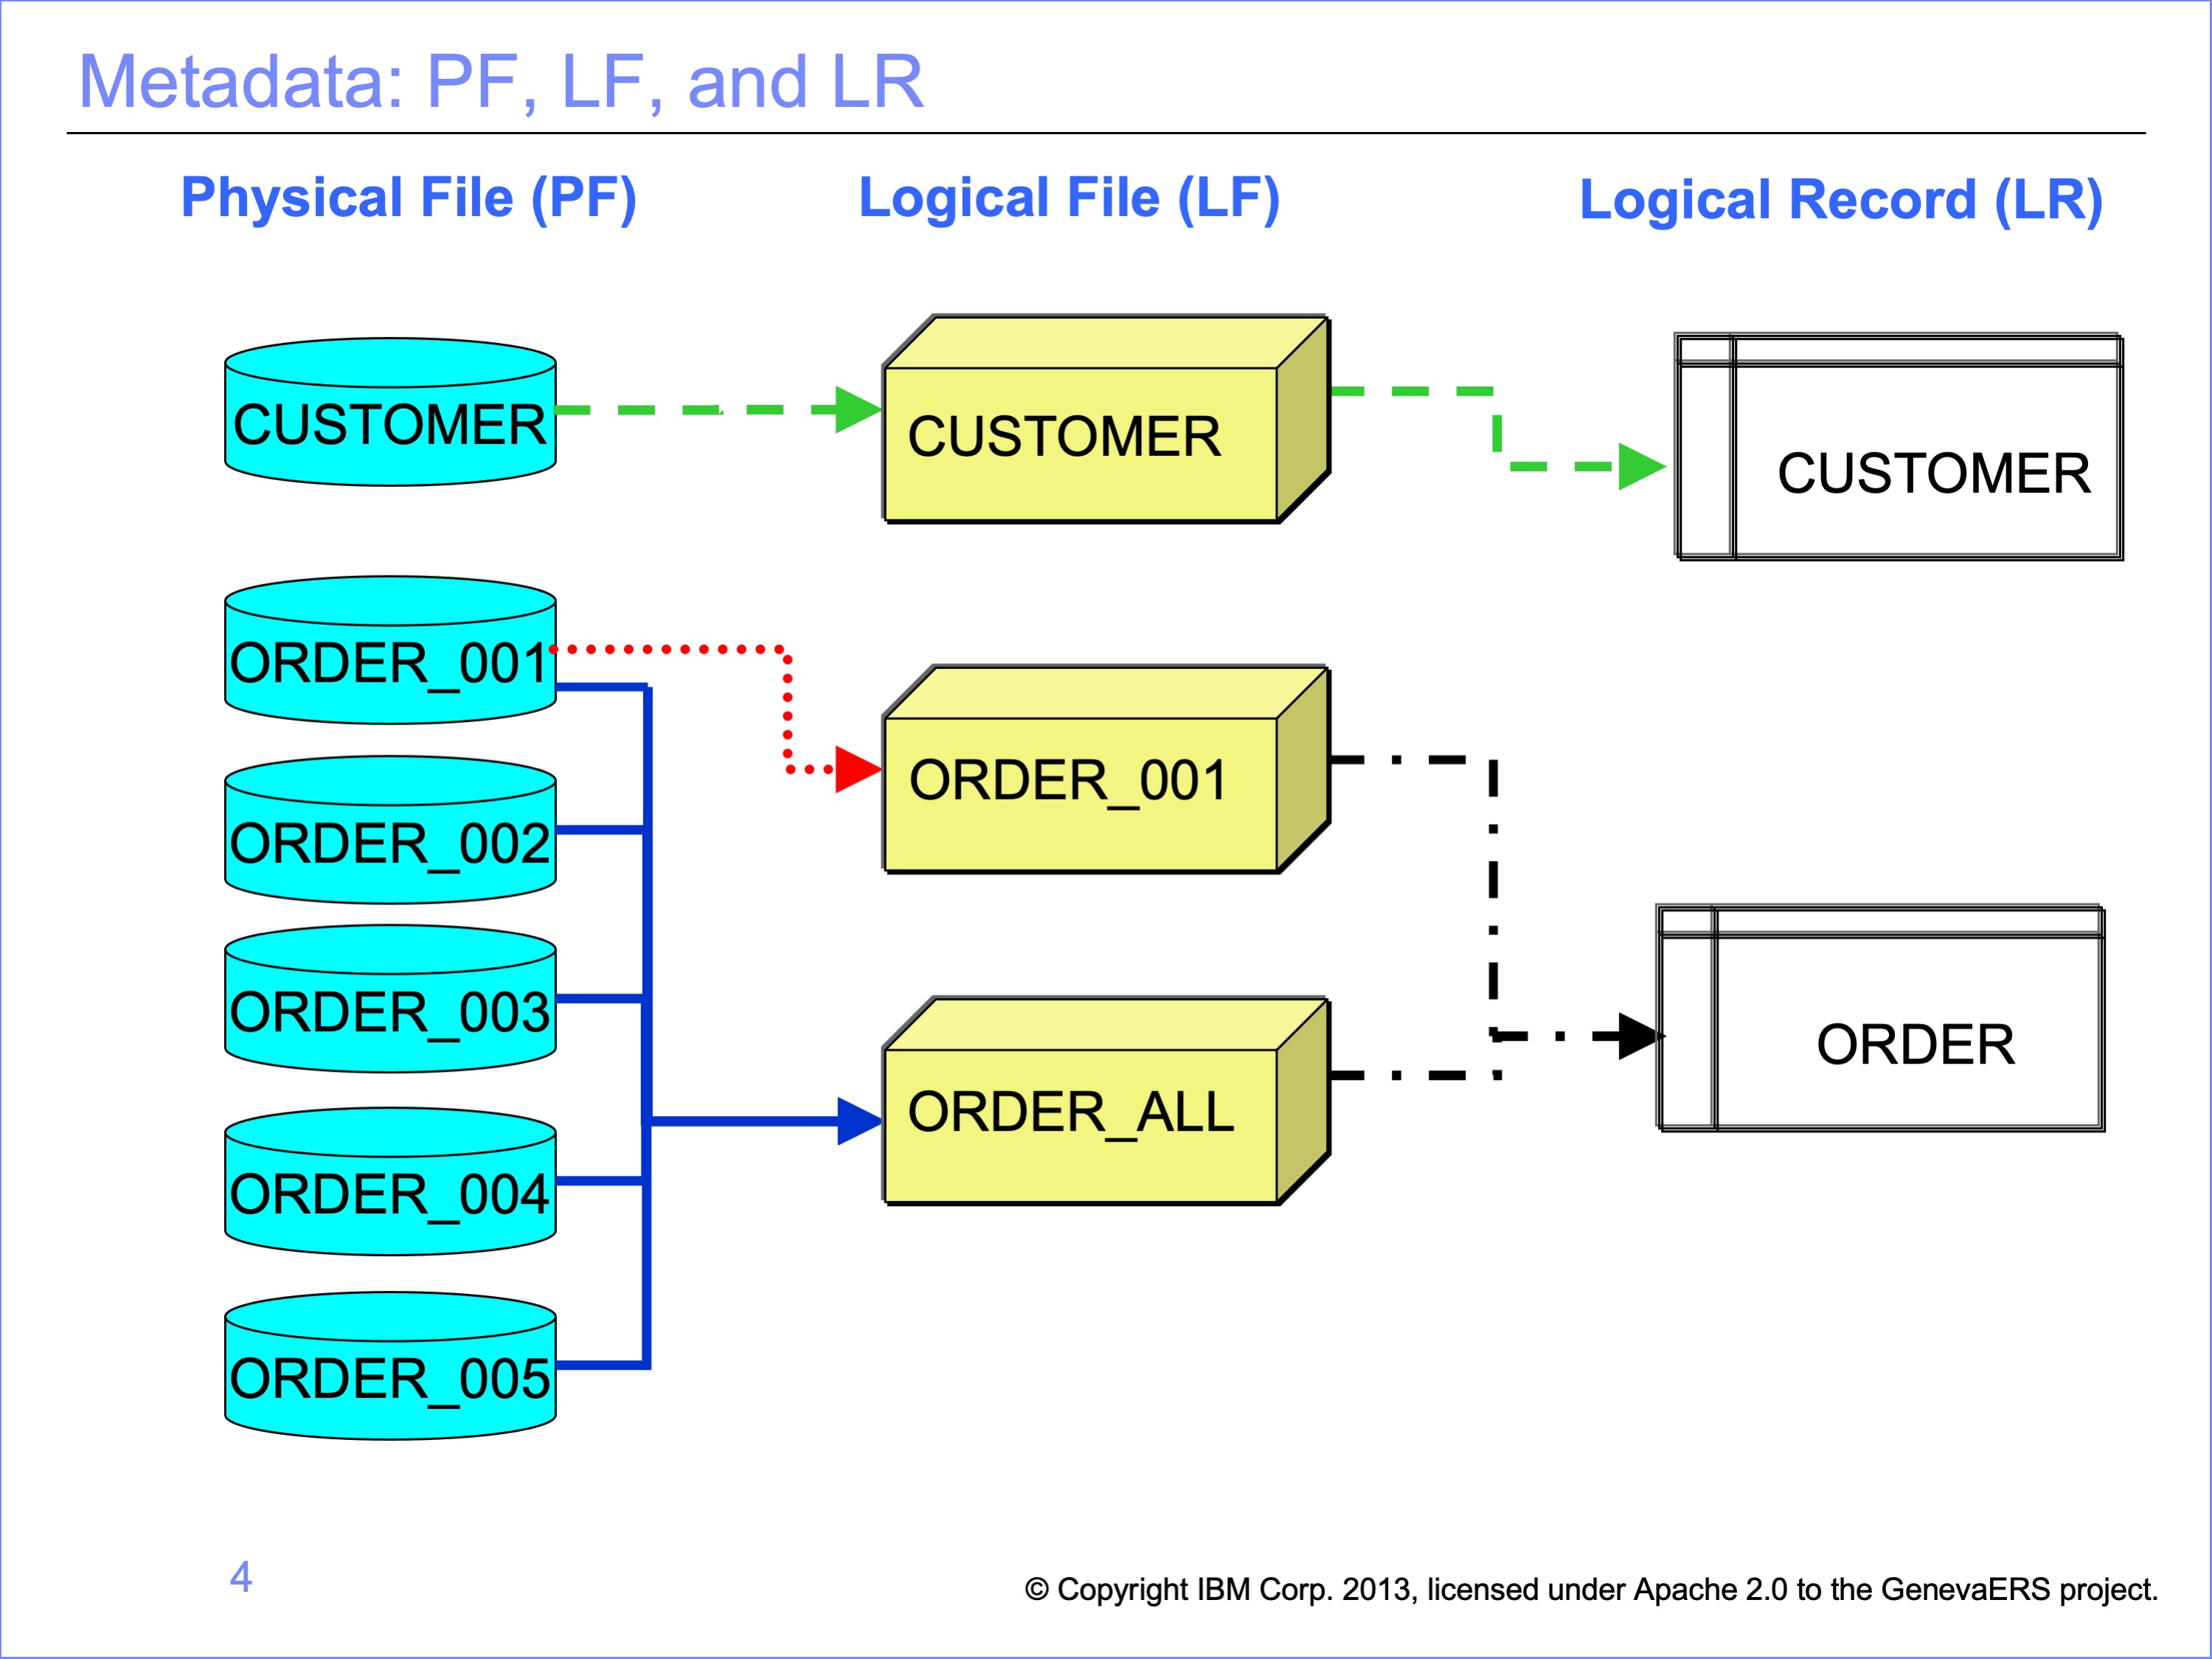 Metadata: PF, LF, and LR
Physical File (PF)
Logical File (LF)
Logical Record (LR)
CUSTOMER
CUSTOMER
CUSTOMER
ORDER_001
ORDER_001
ORDER_002
ORDER_003
ORDER_ALL
ORDER
ORDER_004
ORDER_005
4
© Copyright IBM Corp. 2013, licensed under Apache 2.0 to the GenevaERS project.